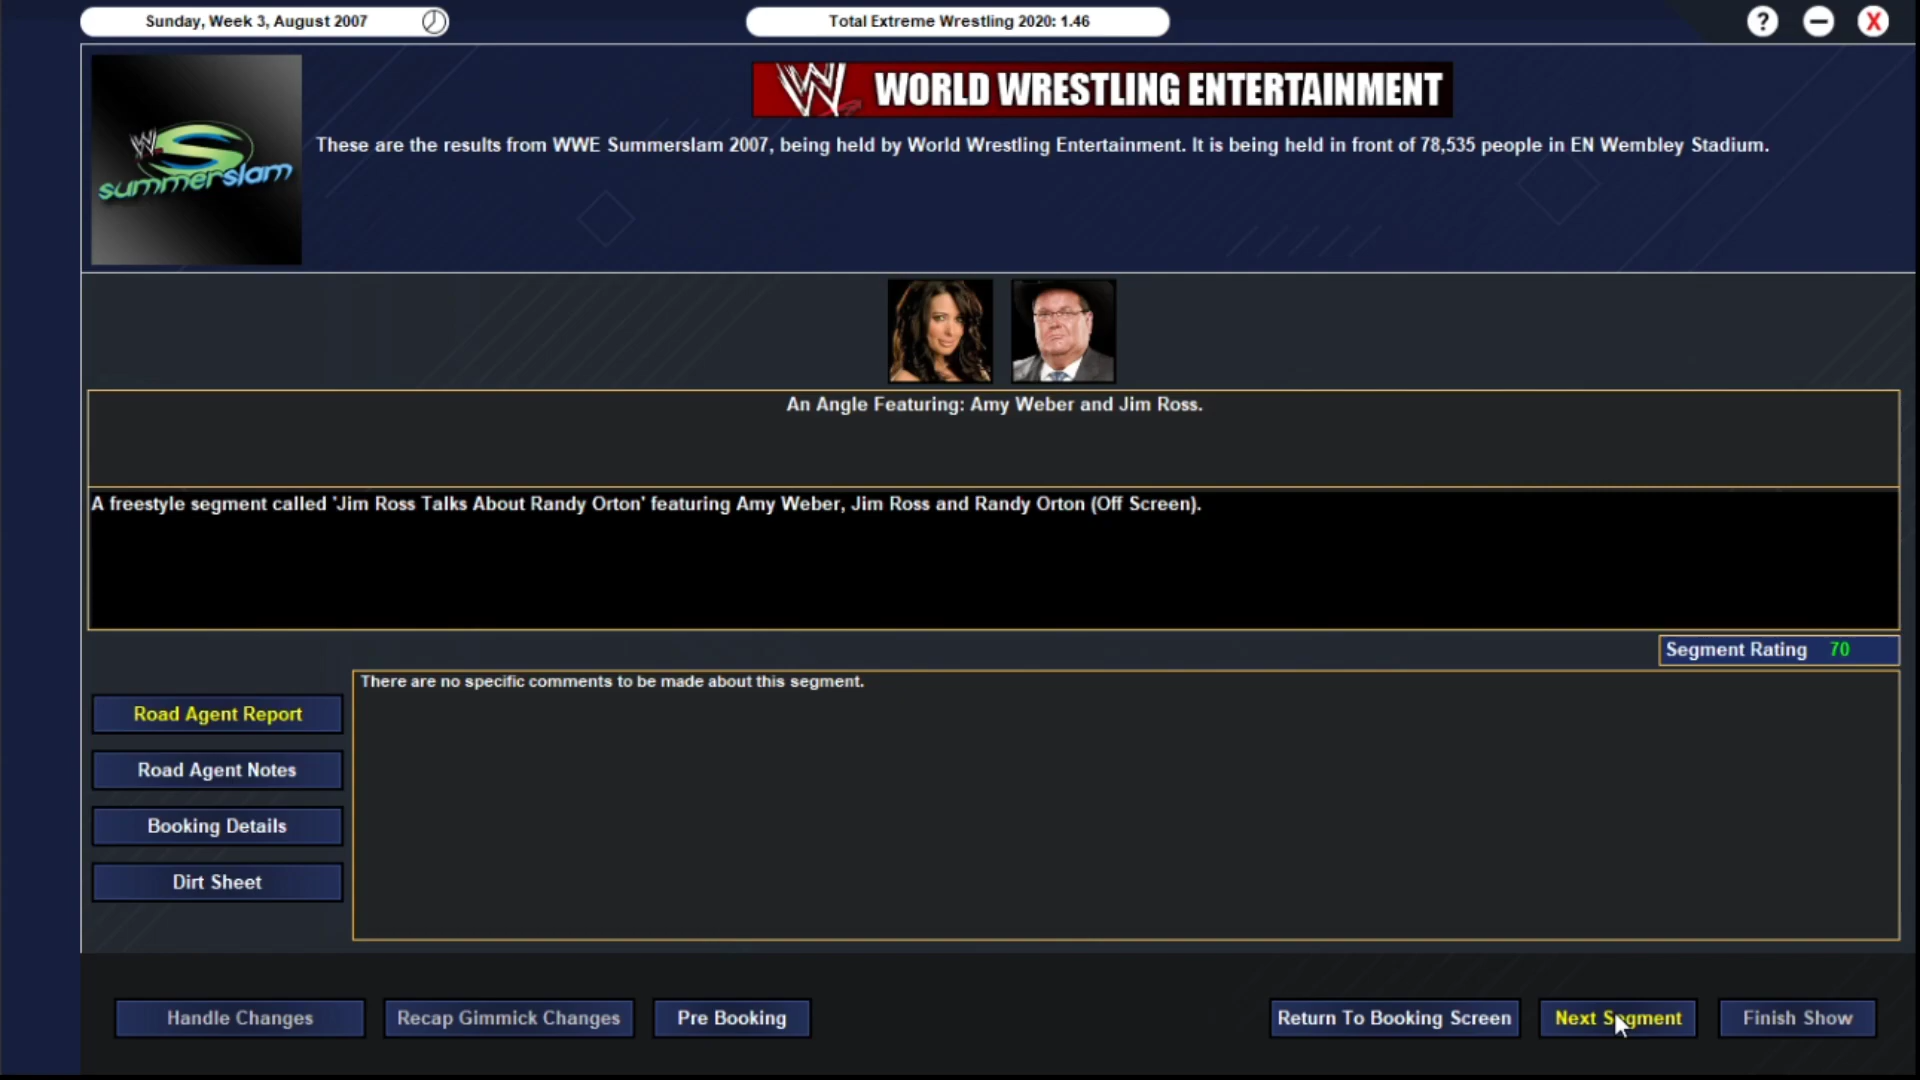 Sunday, Week 3, August 2007
Total Extreme Wrestling 2020: 1.46
?
X
W WORLD WRESTLING ENTERTAINMENT
W S
summerslam
These are the results from WWE Summerslam 2007, being held by World Wrestling Entertainment. It is being held in front of 78,535 people in EN Wembley Stadium.
An Angle Featuring: Amy Weber and Jim Ross.
A freestyle segment called 'Jim Ross Talks About Randy Orton' featuring Amy Weber, Jim Ross and Randy Orton (Off Screen).
Segment Rating 70
There are no specific comments to be made about this segment.
Road Agent Report
Road Agent Notes
Booking Details
Dirt Sheet
Handle Changes
Recap Gimmick Changes
Pre Booking
Return To Booking Screen
Next Segment
Finish Show